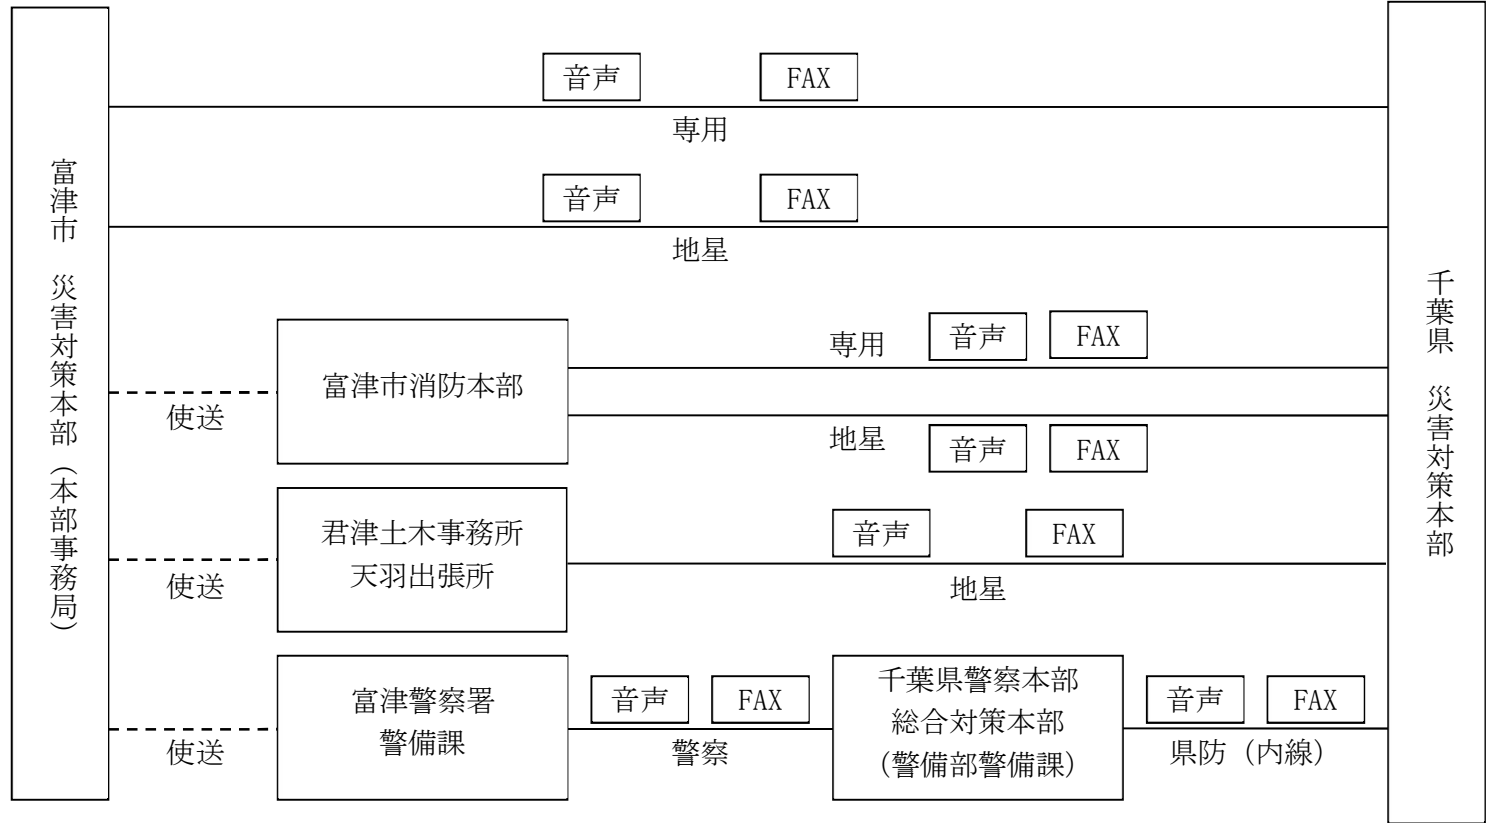 富津市　災害対策本部（本部事務局）
音声
FAX
専用
音声
FAX
地星
使送
富津市消防本部
専用
音声
FAX
地星
音声
FAX
使送
君津土木事務所
天羽出張所
音声
FAX
地星
使送
富津警察署
警備課
音声
FAX
警察
千葉県警察本部
総合対策本部
（警備部警備課）
音声
FAX
県防（内線）
千葉県　災害対策本部